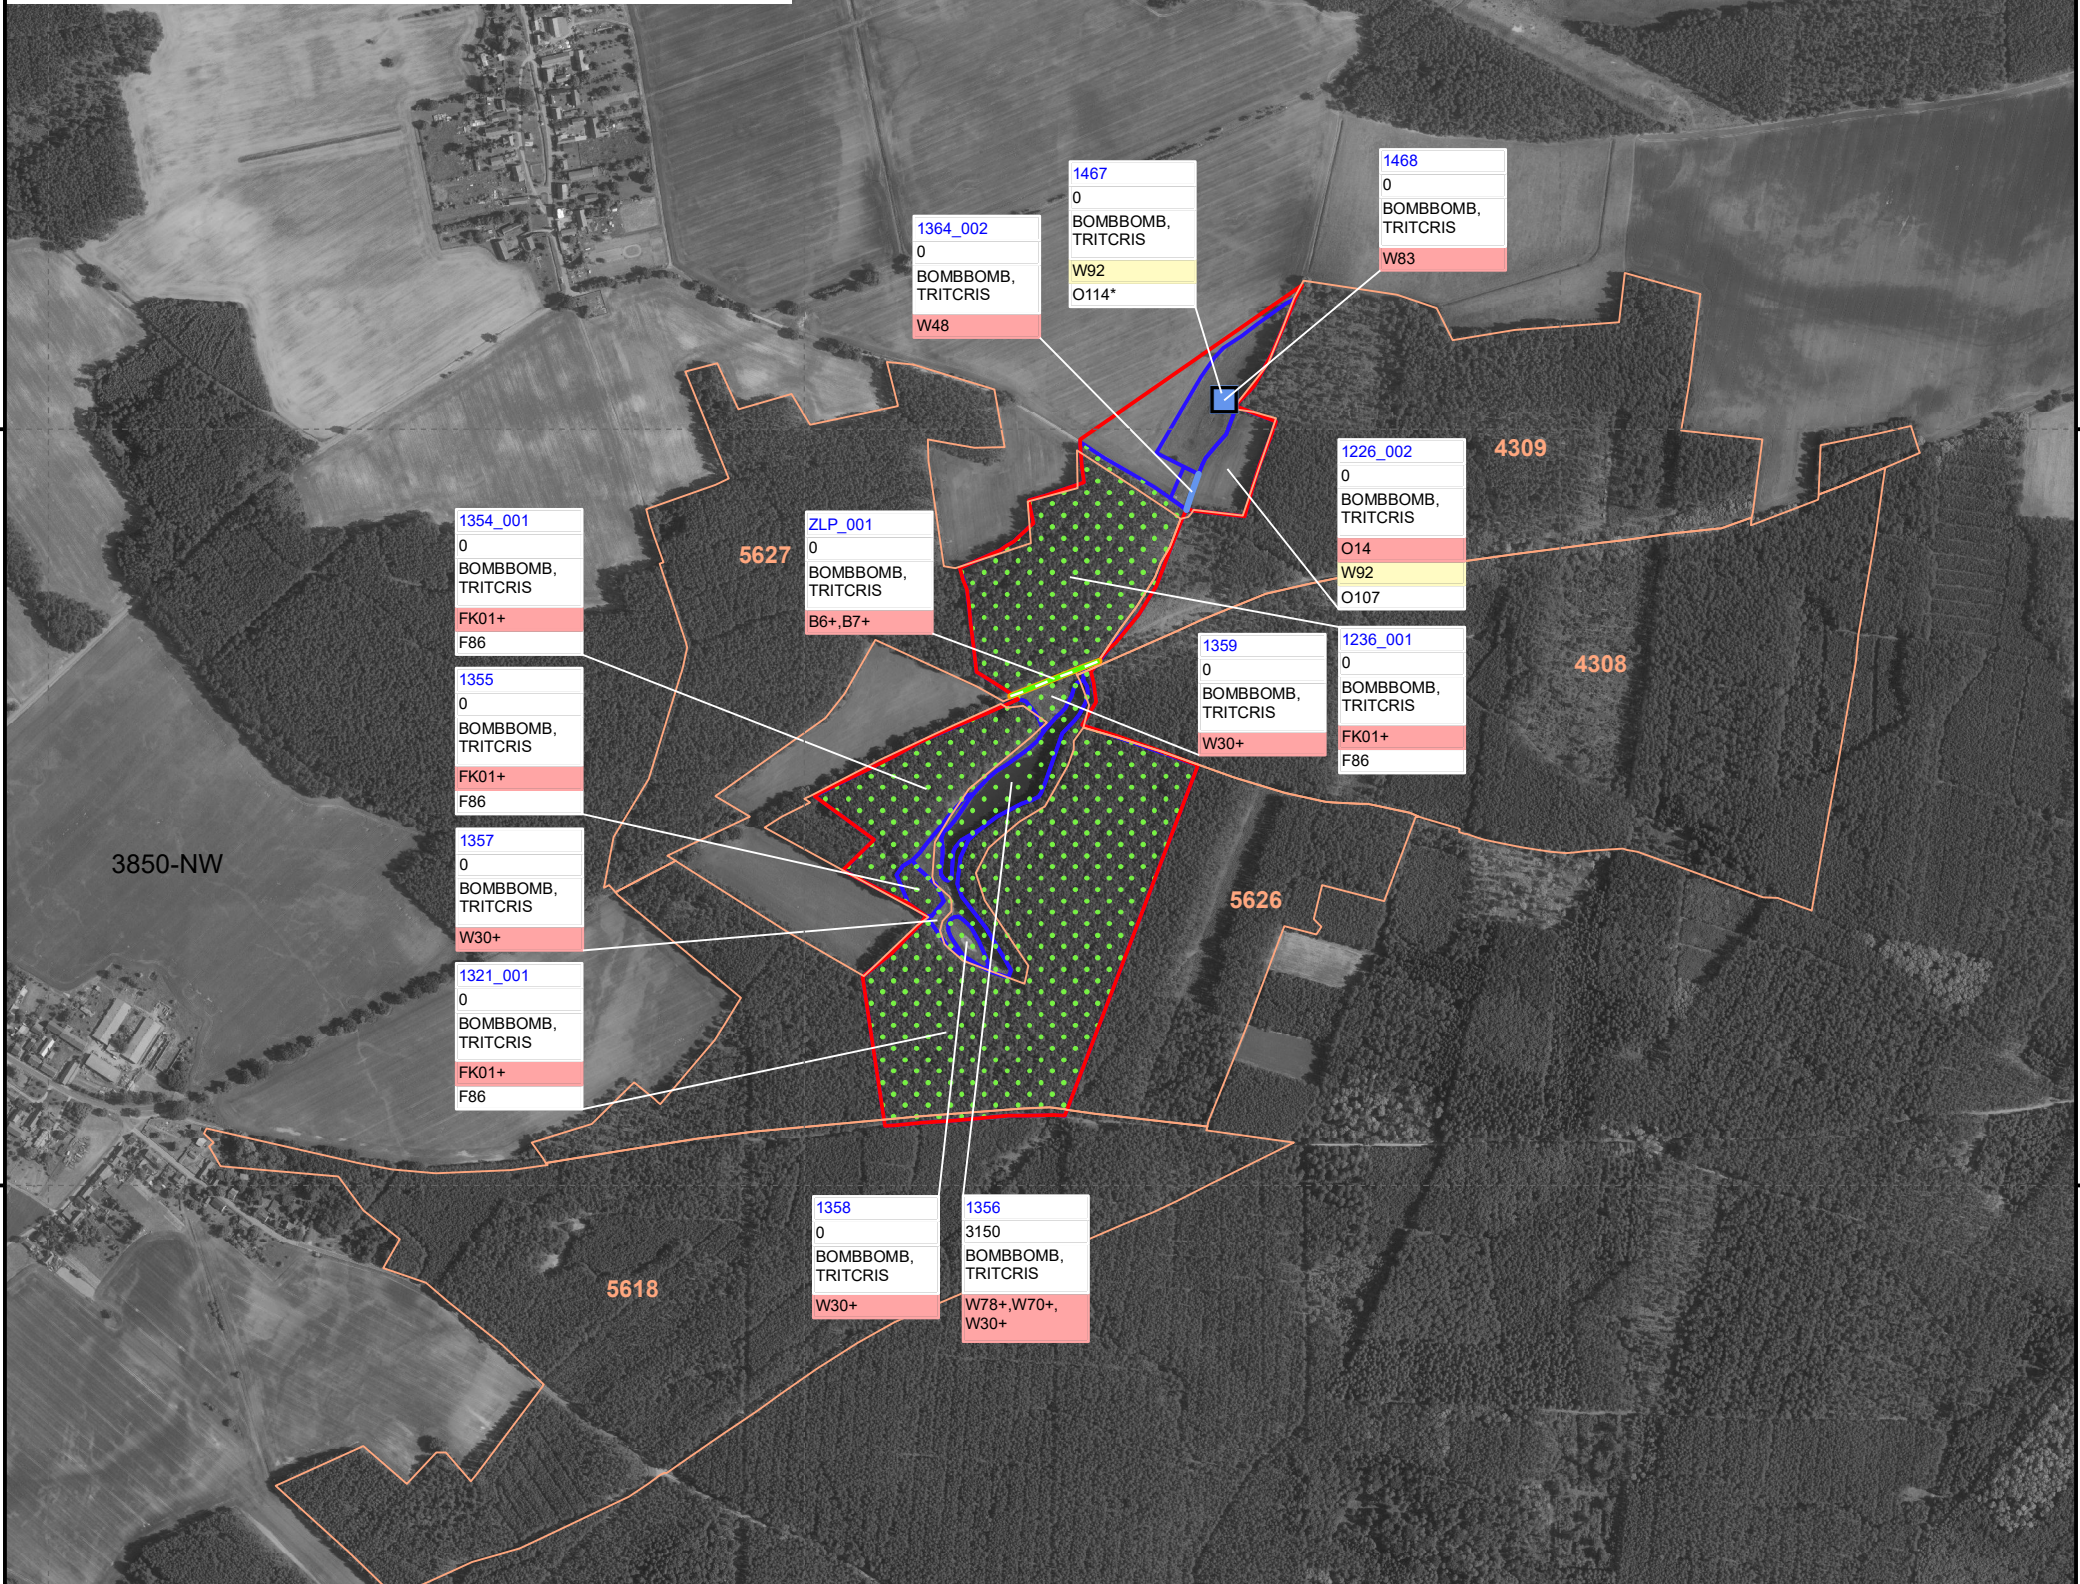 1468
0
BOMBBOMB,
TRITCRIS
W83
1467
0
BOMBBOMB,
TRITCRIS
W92
O114*
1364_002
0
BOMBBOMB,
TRITCRIS
W48
4309
1226_002
0
BOMBBOMB,
TRITCRIS
O14
W92
O107
5627
ZLP_001
0
BOMBBOMB,
TRITCRIS
B6+,B7+
1354_001
0
BOMBBOMB,
TRITCRIS
FK01+
F86
1359
0
BOMBBOMB,
TRITCRIS
W30+
1236_001
0
BOMBBOMB,
TRITCRIS
FK01+
F86
4308
1355
0
BOMBBOMB,
TRITCRIS
FK01+
F86
3850-NW
1357
0
BOMBBOMB,
TRITCRIS
W30+
5626
1321_001
0
BOMBBOMB,
TRITCRIS
FK01+
F86
1358
0
BOMBBOMB,
TRITCRIS
W30+
1356
3150
BOMBBOMB,
TRITCRIS
W78+,W70+,
W30+
5618